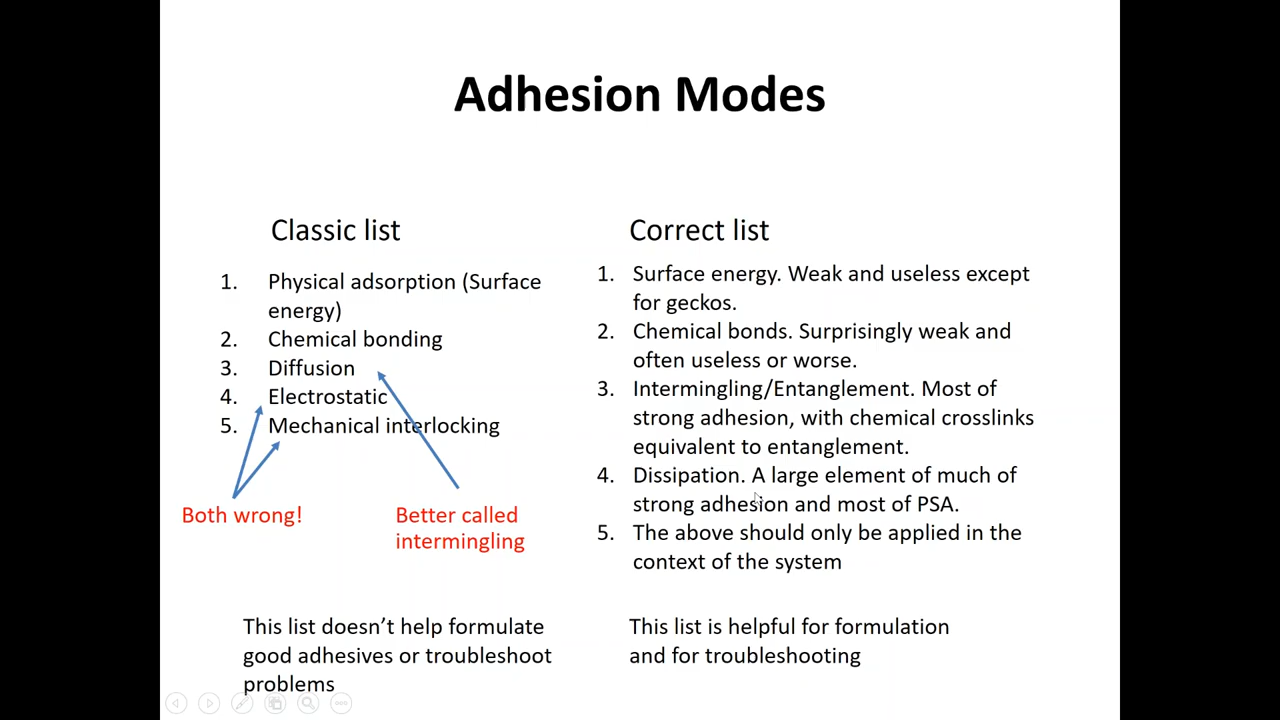 Adhesion Modes
Classic list
1. Physical adsorption (Surface
energy)
2. Chemical bonding
3. Diffusion
4. Electrostatic
5. Mechanical interlocking
Both wrong!
Better called
intermingling
This list doesn't help formulate
good adhesives or troubleshoot
problems
Correct list
1. Surface energy. Weak and useless except
for geckos.
2. Chemical bonds. Surprisingly weak and
often useless or worse.
3. Intermingling/Entanglement. Most of
strong adhesion, with chemical crosslinks
equivalent to entanglement.
4. Dissipation. A large element of much of
strong adhesion and most of PSA.
5. The above should only be applied in the
context of the system
This list is helpful for formulation
and for troubleshooting